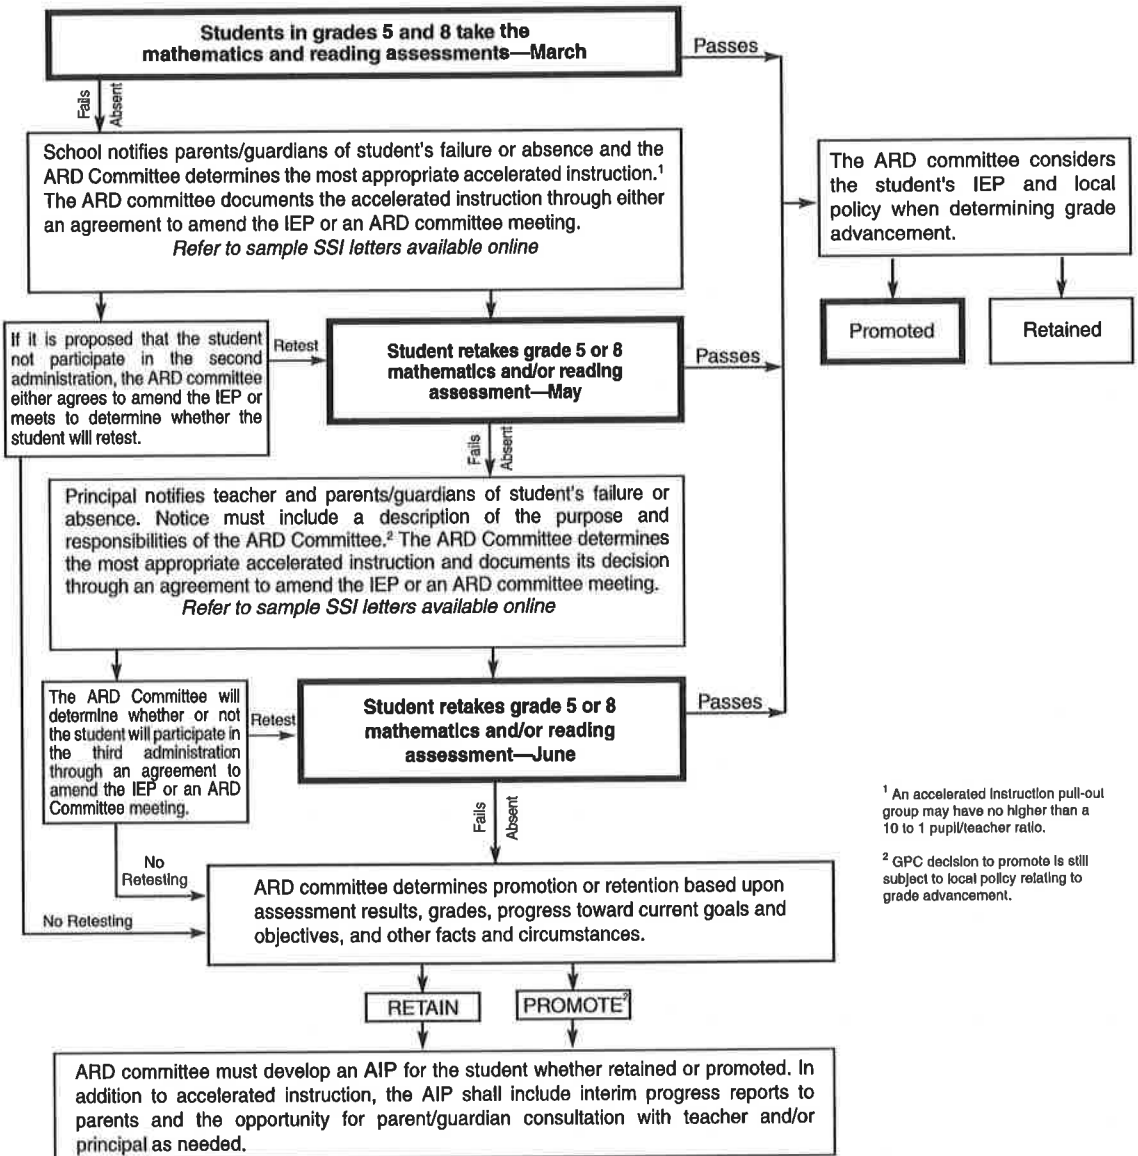 Students in grades 5 and 8 take the
mathematics and reading assessments—March
Passes
Fails
Absent
School notifies parents/guardians of student's failure or absence and the
ARD Committee determines the most appropriate accelerated instruction.¹
The ARD committee documents the accelerated instruction through either
an agreement to amend the IEP or an ARD committee meeting.
Refer to sample SSI letters available online
The ARD committee considers
the student's IEP and local
policy when determining grade
advancement.
Promoted
Retained
If it is proposed that the student
not participate in the second
administration, the ARD committee
either agrees to amend the IEP or
meets to determine whether the
student will retest.
Retest
Student retakes grade 5 or 8
mathematics and/or reading
assessment—May
Passes
Fails
Absent
Principal notifies teacher and parents/guardians of student's failure or
absence. Notice must include a description of the purpose and
responsibilities of the ARD Committee.² The ARD Committee determines
the most appropriate accelerated instruction and documents its decision
through an agreement to amend the IEP or an ARD committee meeting.
Refer to sample SSI letters available online
The ARD Committee will
determine whether or not
the student will participate in
the third administration
through an agreement to
amend the IEP or an ARD
Committee meeting.
Retest
Student retakes grade 5 or 8
mathematics and/or reading
assessment—June
Passes
Fails
Absent
¹ An accelerated instruction pull-out
group may have no higher than a
10 to 1 pupil/teacher ratio.
² GPC decision to promote is still
subject to local policy relating to
grade advancement.
No
Retesting
No Retesting
ARD committee determines promotion or retention based upon
assessment results, grades, progress toward current goals and
objectives, and other facts and circumstances.
RETAIN
PROMOTE²
ARD committee must develop an AIP for the student whether retained or promoted. In
addition to accelerated instruction, the AIP shall include interim progress reports to
parents and the opportunity for parent/guardian consultation with teacher and/or
principal as needed.